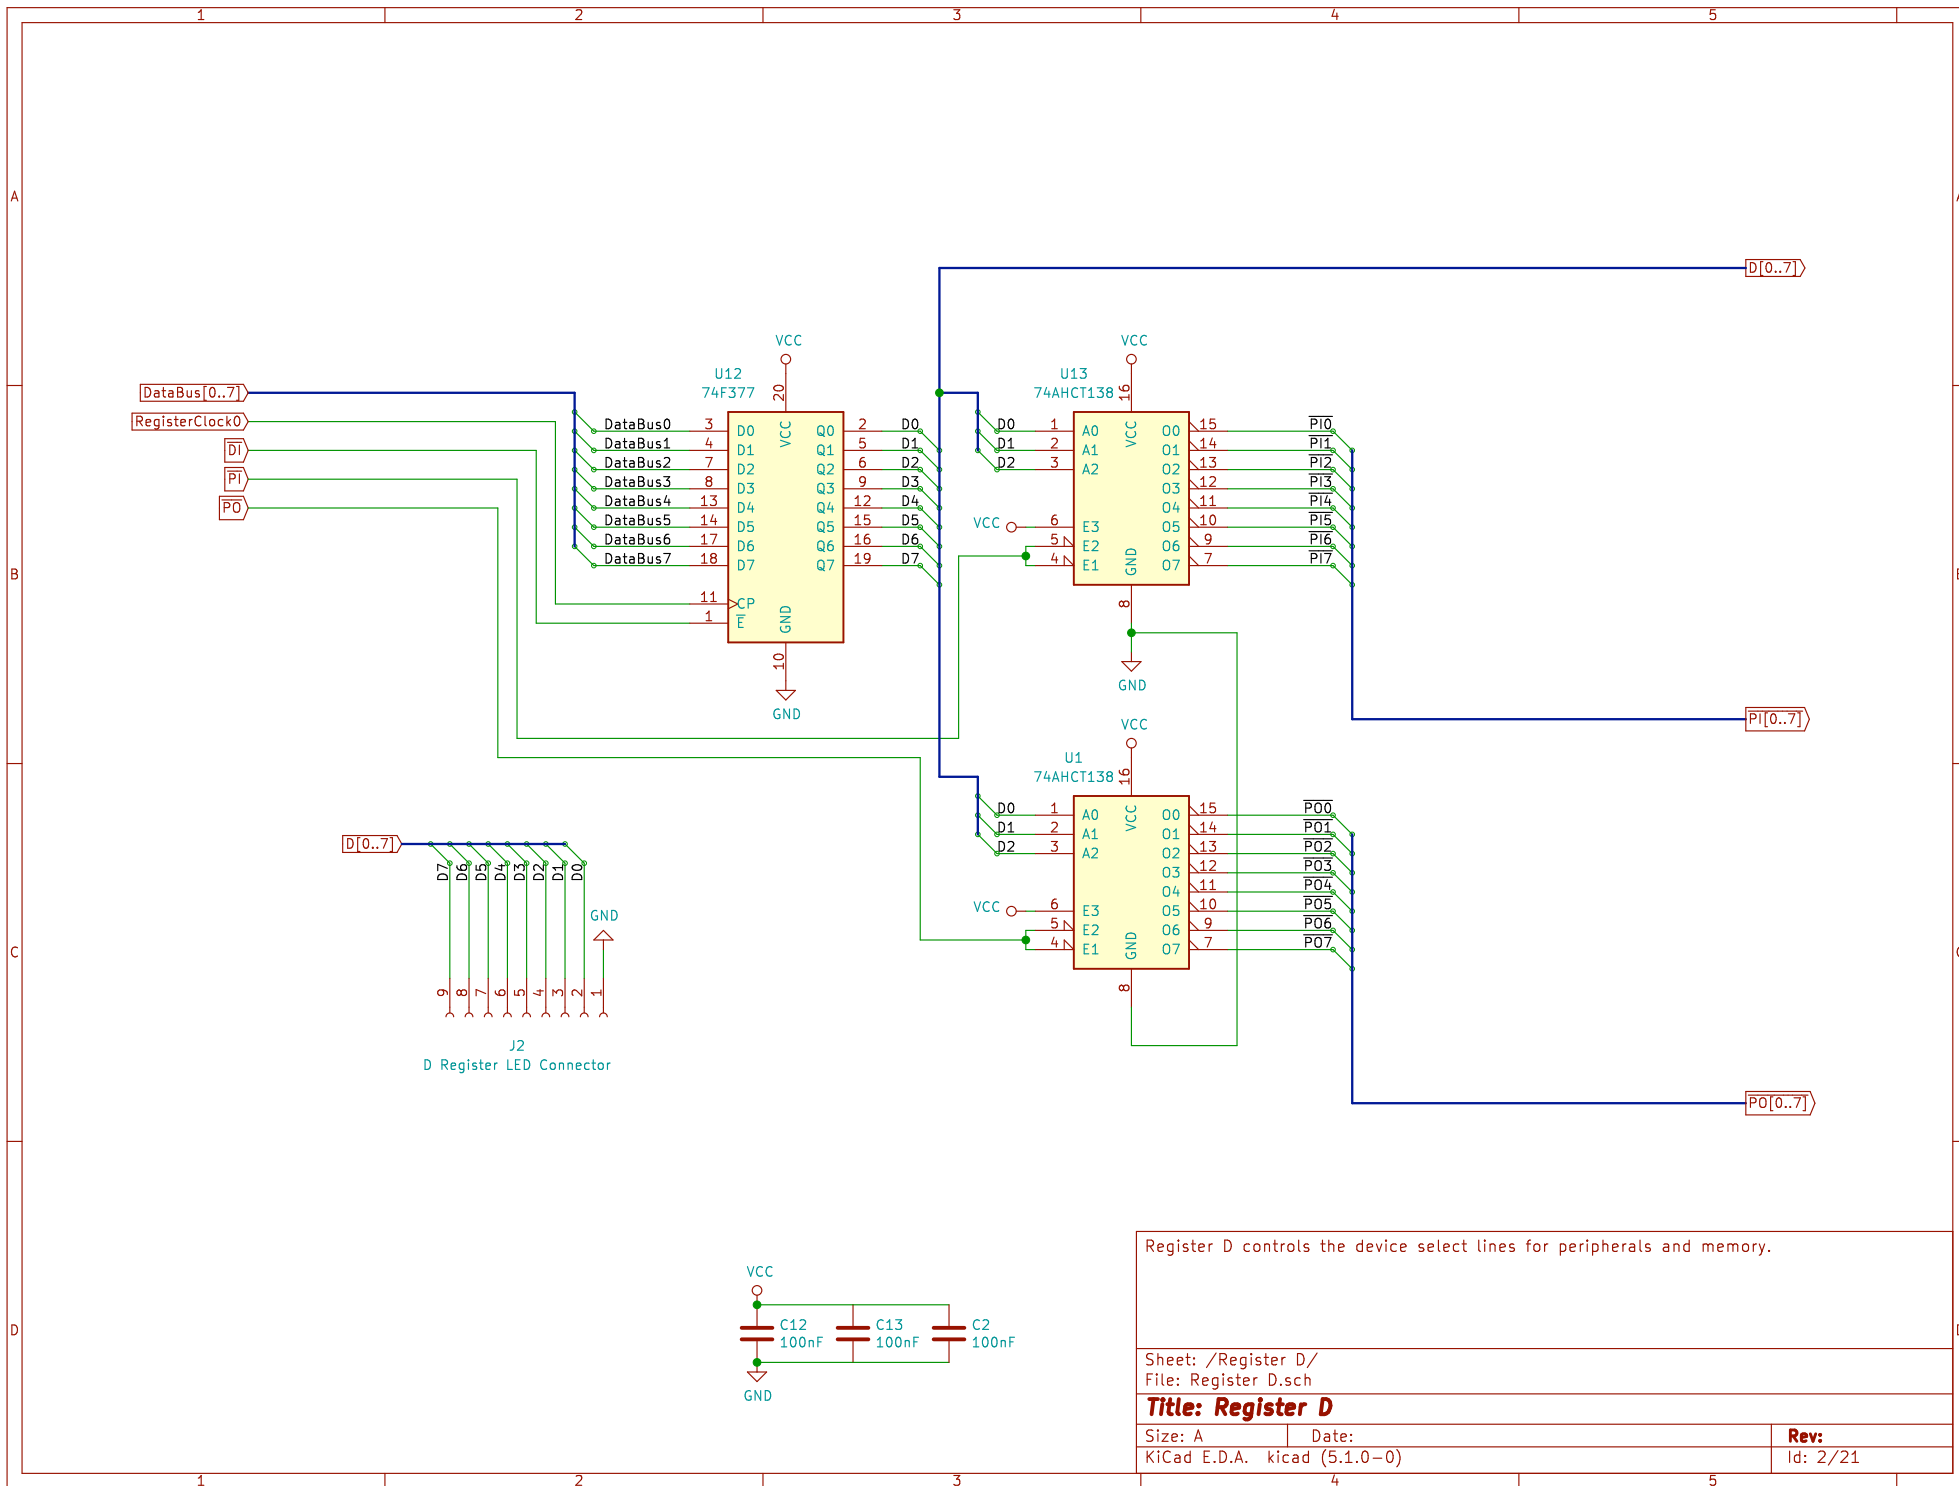 1 2 3 4 5
A
D[0..7]
VCC VCC
U12 U13
DataBus[0..7] 74F377 20 74AHCT138 16
RegisterClock0 DataBus0 3 D0 VCC Q0 2 D0 D0 1 A0 VCC O0 15 PI0
DataBus1 4 D1 Q1 5 D1 D1 2 A1 O1 14 PI1
DI DataBus2 7 D2 Q2 6 D2 D2 3 A2 O2 13 PI2
PI DataBus3 8 D3 Q3 9 D3 O3 12 PI3
PO DataBus4 13 D4 Q4 12 D4 O4 11 PI4
DataBus5 14 D5 Q5 15 D5 VCC 6 E3 O5 10 PI5
DataBus6 17 D6 Q6 16 D6 5 E2 O6 9 PI6
DataBus7 18 D7 Q7 19 D7 4 E1 GND O7 7 PI7
B
11 CP GND 8
1 E
10
GND
GND
PI[0..7]
VCC
U1
74AHCT138 16
D0 1 A0 VCC O0 15 PO0
D1 2 A1 O1 14 PO1
D2 3 A2 O2 13 PO2
O3 12 PO3
O4 11 PO4
VCC 6 E3 O5 10 PO5
5 E2 O6 9 PO6
4 E1 GND O7 7 PO7
8
D[0..7]
D7 D6 D5 D4 D3 D2 D1 D0
GND
C
9 8 7 6 5 4 3 2 1
J2
D Register LED Connector
PO[0..7]
VCC
D
C12 C13 C2
100nF 100nF 100nF
GND
Register D controls the device select lines for peripherals and memory.
Sheet: /Register D/
File: Register D.sch
Title: Register D
Size: A Date: Rev:
KiCad E.D.A. kicad (5.1.0-0) Id: 2/21
1 2 3 4 5